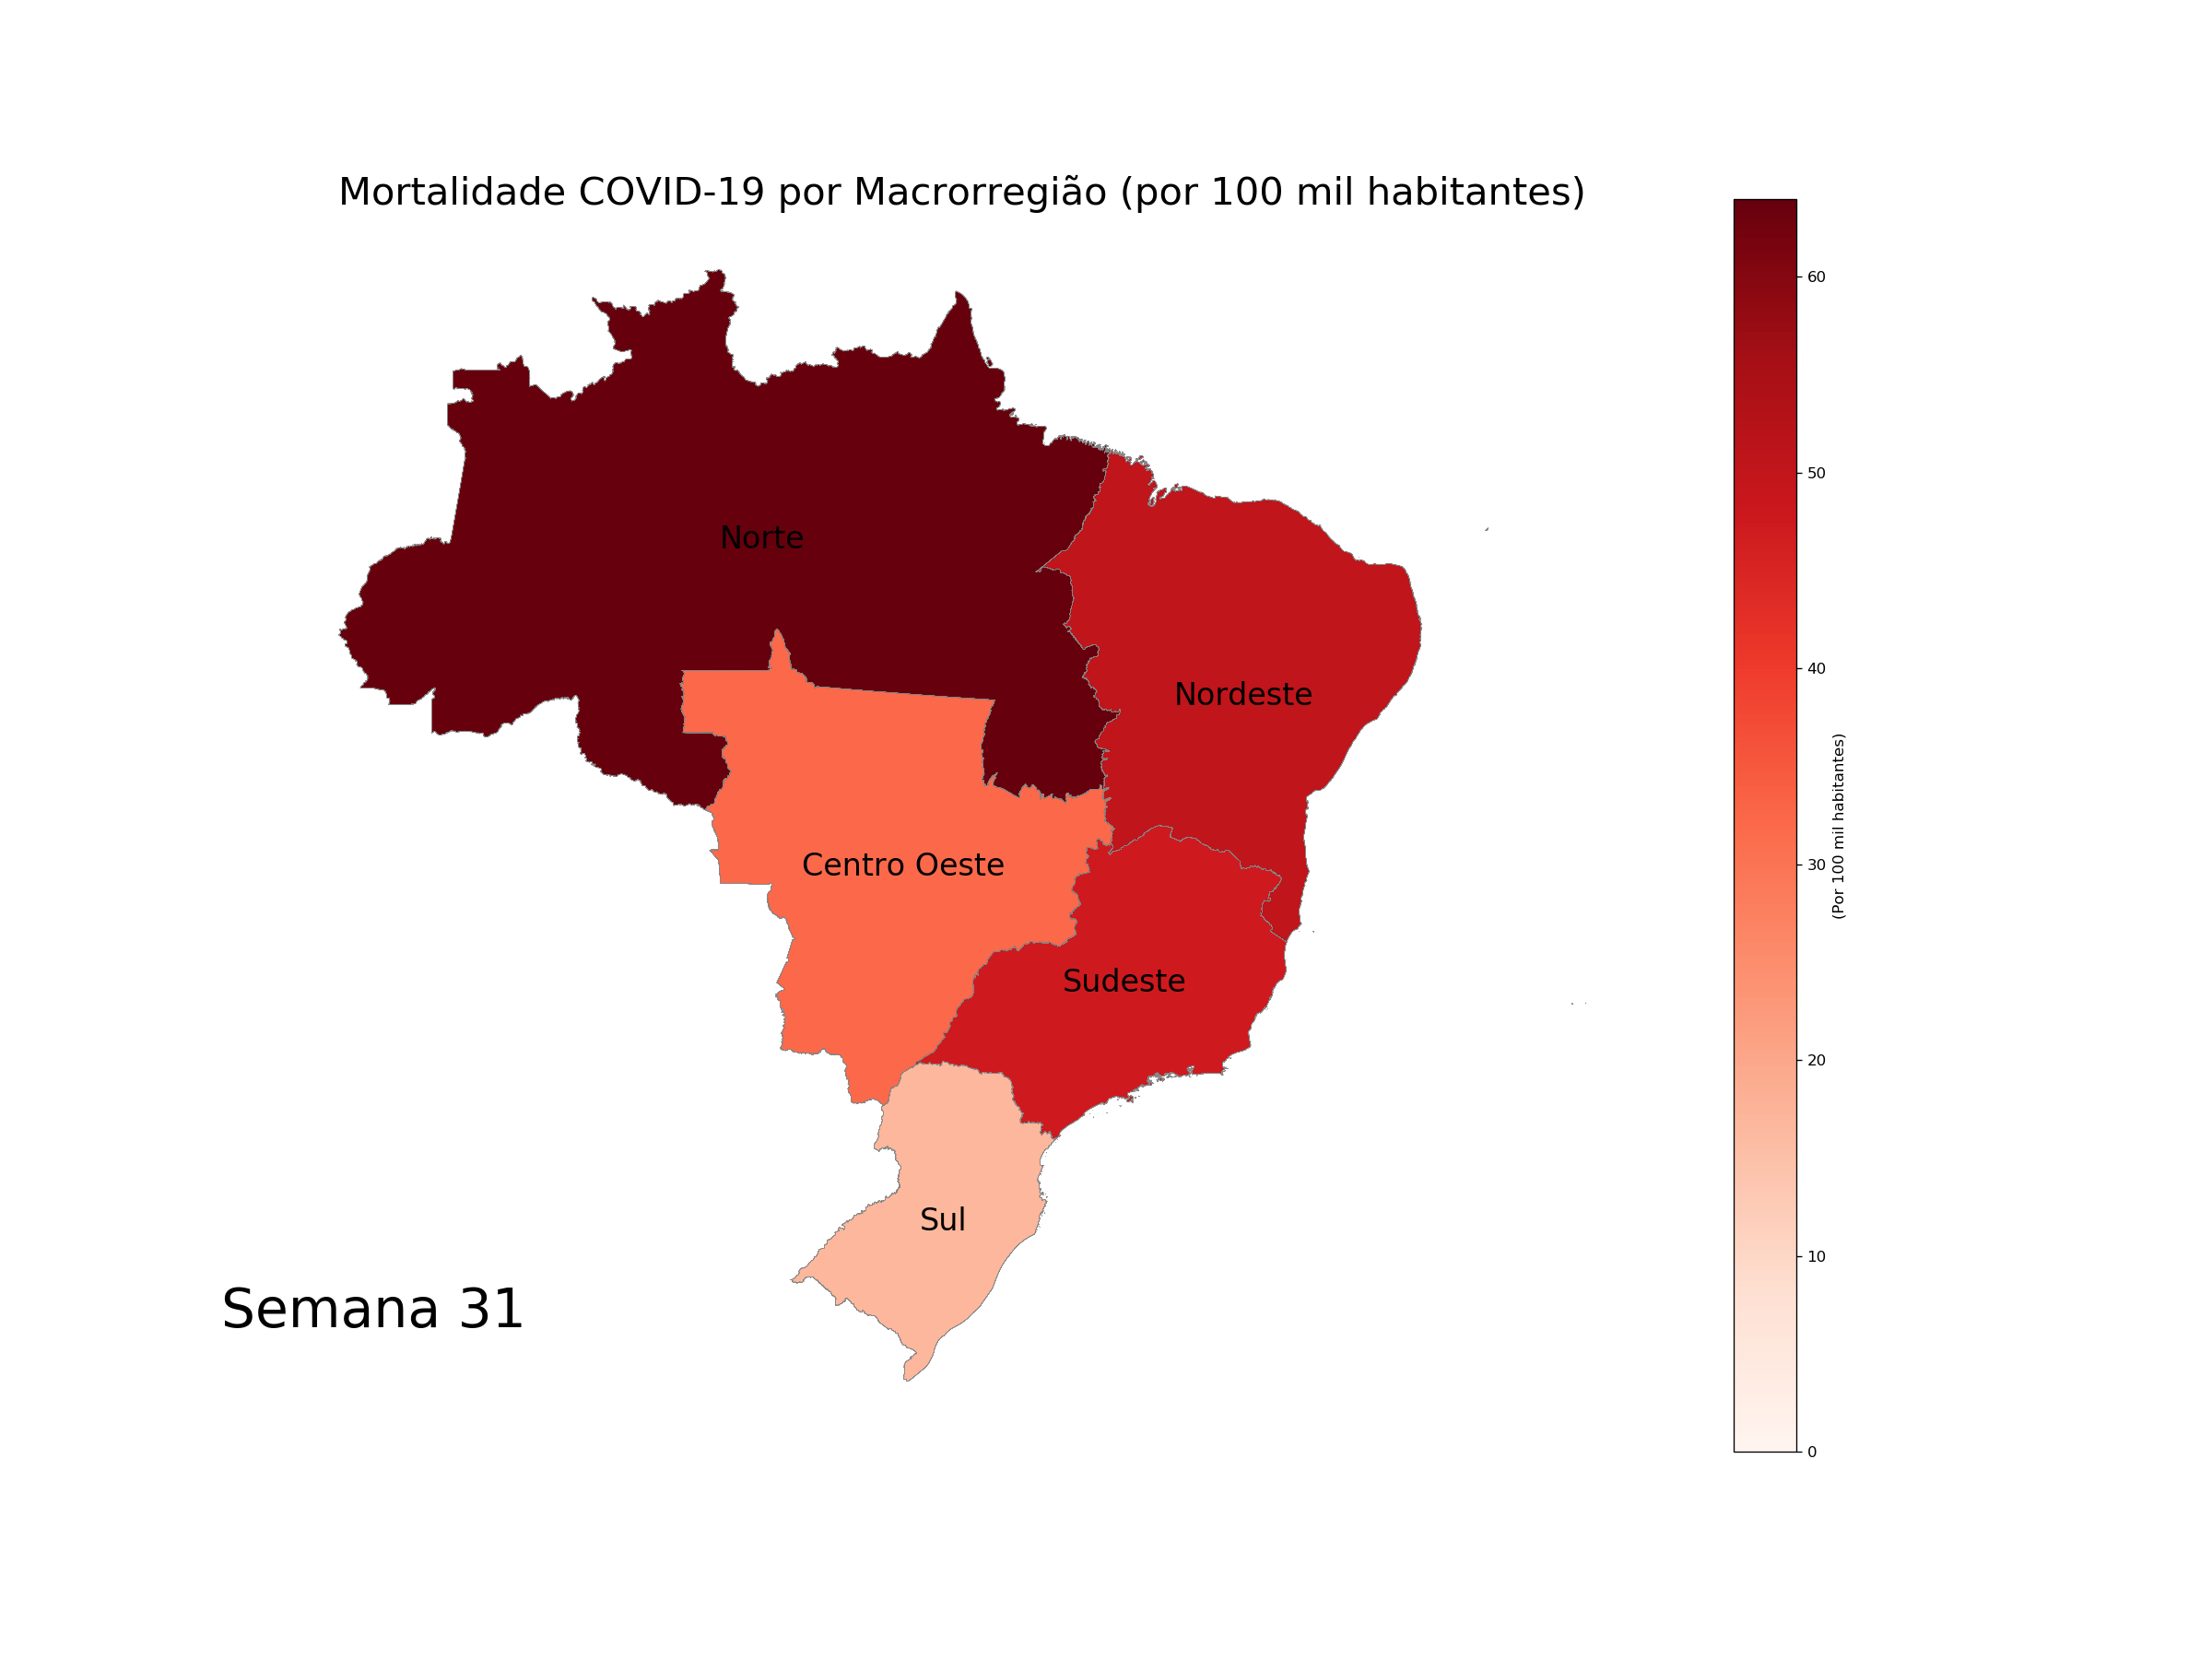 Mortalidade COVID-19 por Macrorregião (por 100 mil habitantes)
Norte
Nordeste
Centro Oeste
Sudeste
Sul
Semana 31
60
50
40
30
20
10
0
(Por 100 mil habitantes)